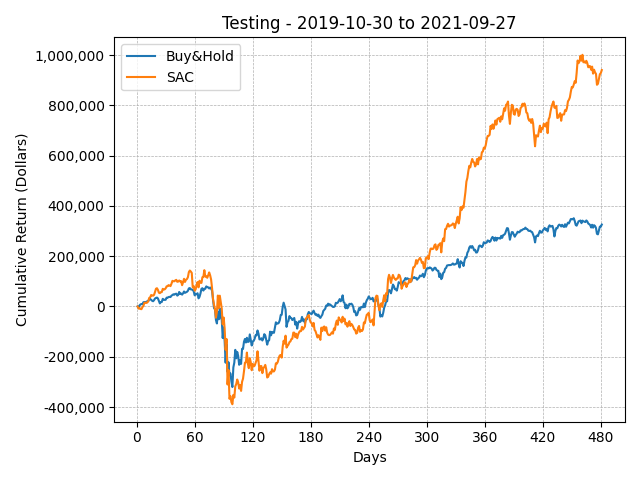 Testing - 2019-10-30 to 2021-09-27
Buy&Hold
SAC
Cumulative Return (Dollars)
1,000,000
800,000
600,000
400,000
200,000
0
-200,000
-400,000
0 60 120 180 240 300 360 420 480
Days